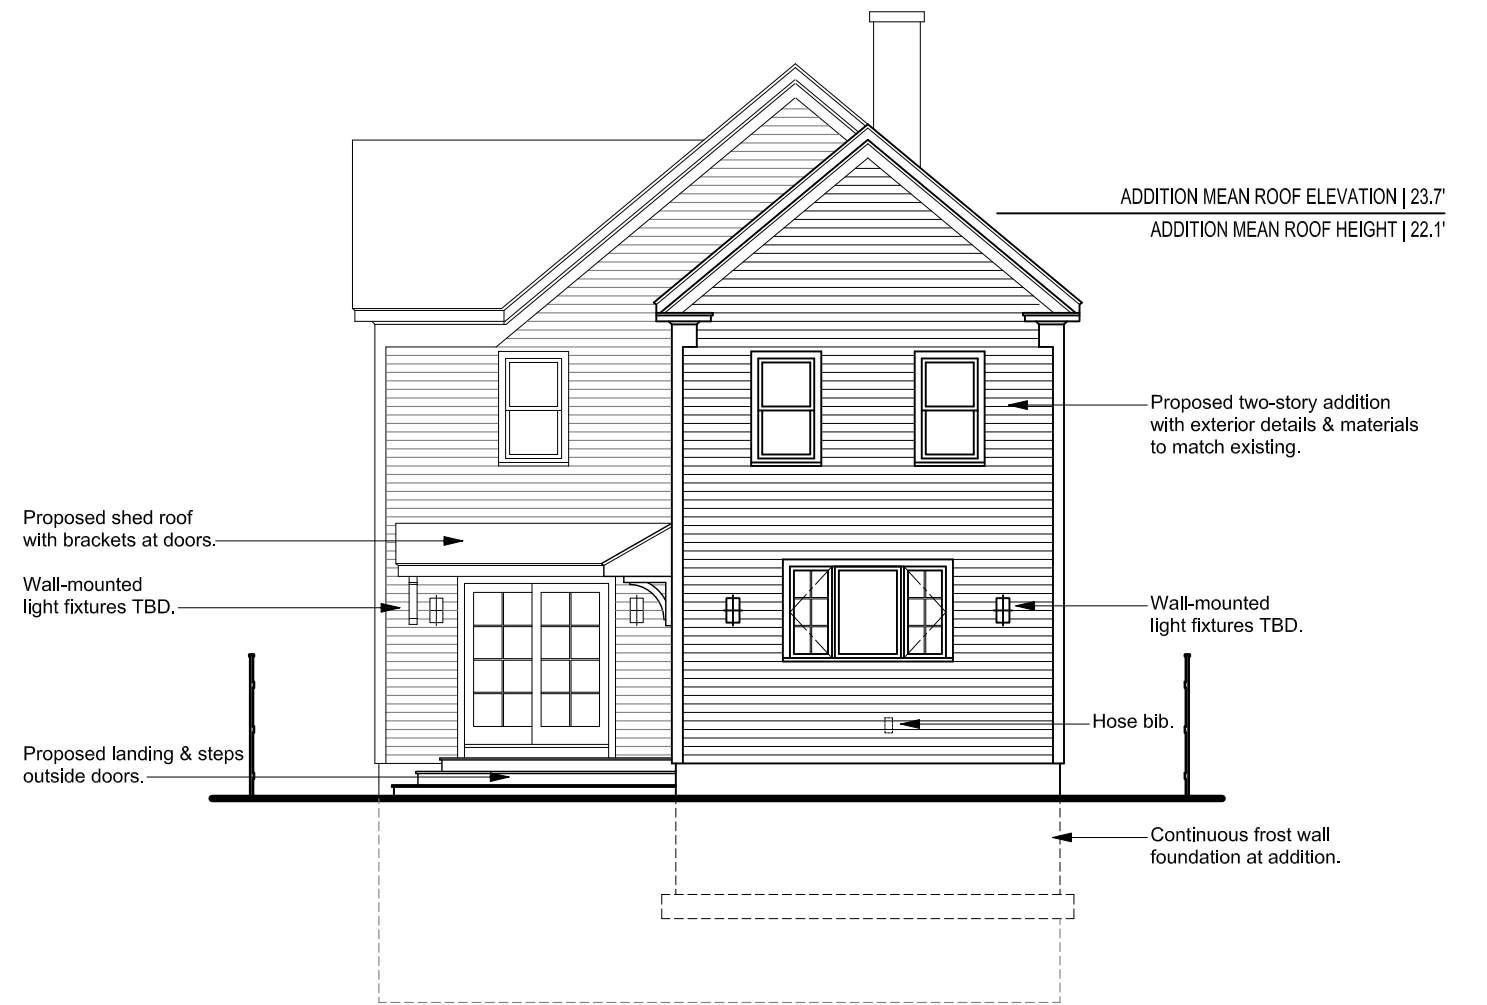 ADDITION MEAN ROOF ELEVATION | 23.7'
ADDITION MEAN ROOF HEIGHT | 22.1'
Proposed two-story addition
with exterior details & materials
to match existing.
Proposed shed roof
with brackets at doors.
Wall-mounted
light fixtures TBD.
Wall-mounted
light fixtures TBD.
Hose bib.
Proposed landing & steps
outside doors.
Continuous frost wall
foundation at addition.